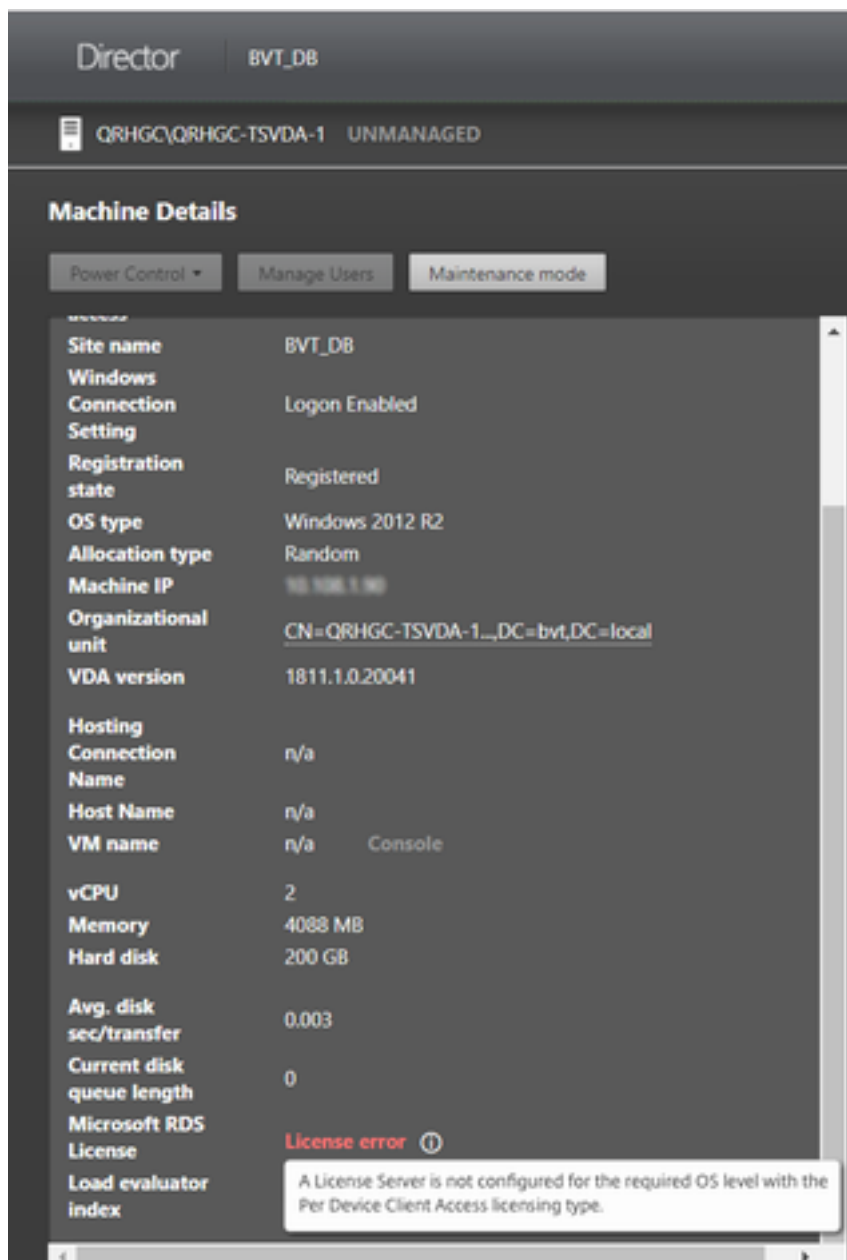 Director BVT_DB
QRHGC\QRHGC-TSVDA-1 UNMANAGED
Machine Details
Power Control Manage Users Maintenance mode
access
Site name BVT_DB
Windows
Connection Logon Enabled
Setting
Registration
state Registered
OS type Windows 2012 R2
Allocation type Random
Machine IP
Organizational
unit CN=QRHGC-TSVDA-1...,DC=bvt,DC=local
VDA version 1811.1.0.20041
Hosting
Connection n/a
Name
Host Name n/a
VM name n/a Console
vCPU 2
Memory 4088 MB
Hard disk 200 GB
Avg. disk
sec/transfer 0.003
Current disk
queue length 0
Microsoft RDS
License License error
Load evaluator
index
A License Server is not configured for the required OS level with the
Per Device Client Access licensing type.